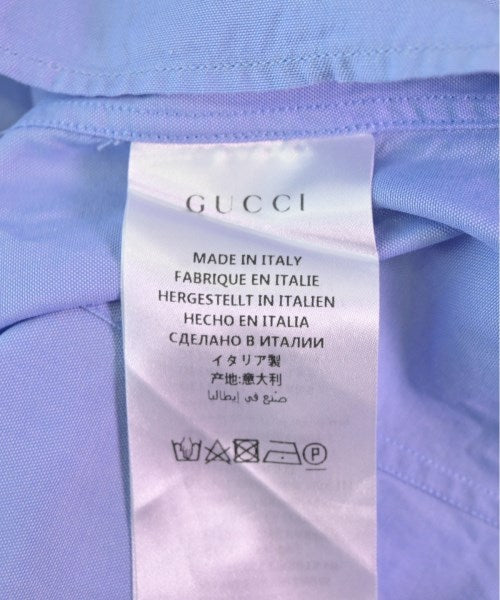 GUCCI
MADE IN ITALY
FABRIQUE EN ITALIE
HERGESTELLT IN ITALIEN
HECHO EN ITALIA
СДЕЛАНО В ИТАЛИИ
イタリア製
产地:意大利
صنع في إيطاليا
P